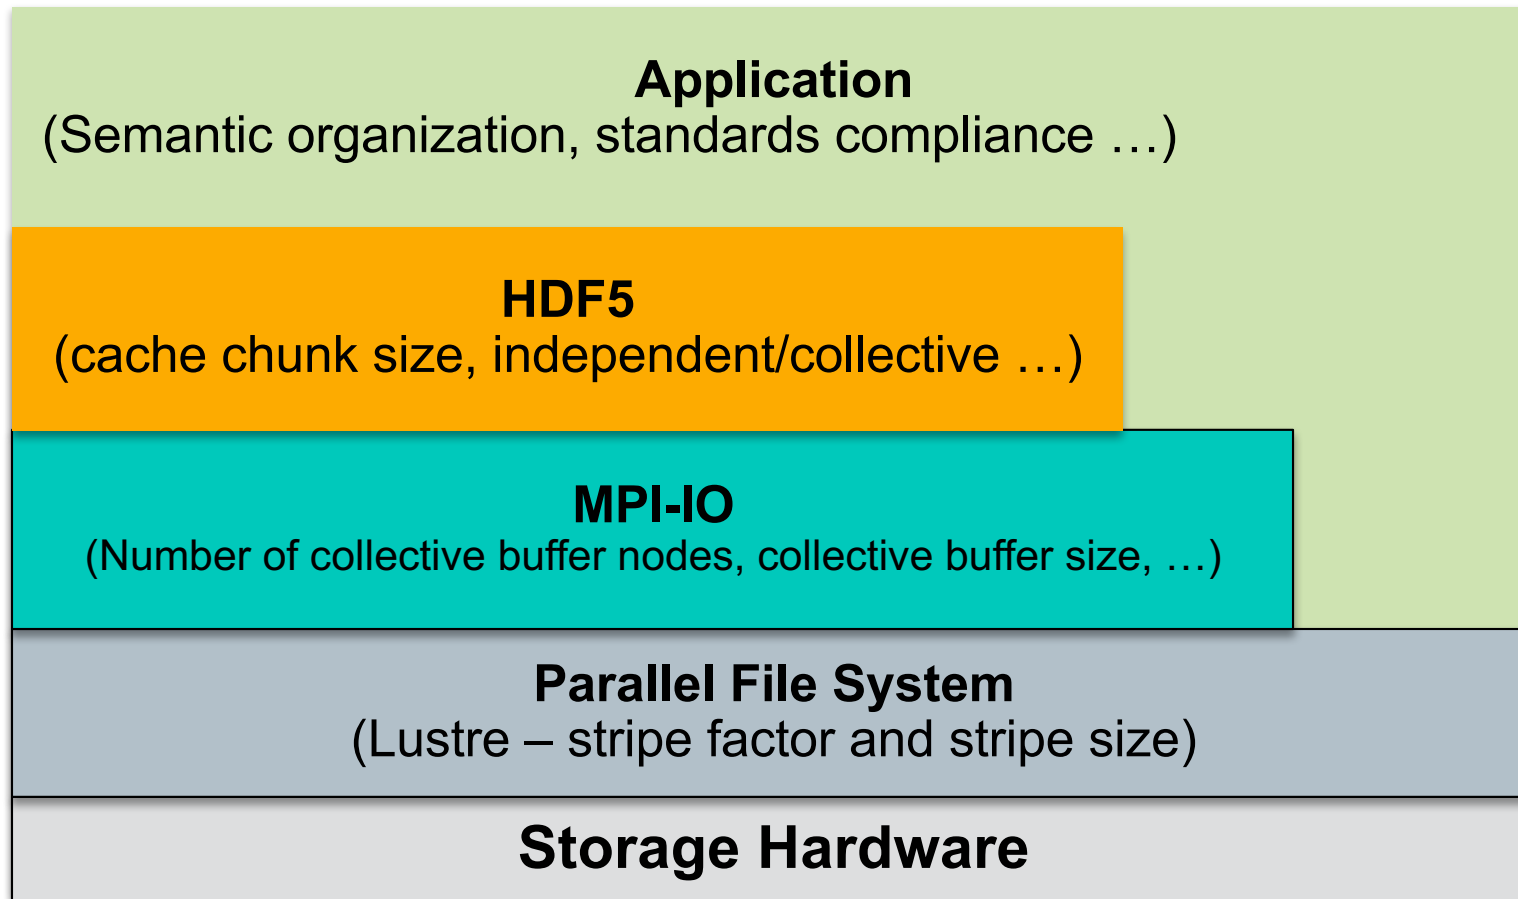 Application
(Semantic organization, standards compliance …)
HDF5
(cache chunk size, independent/collective …)
MPI-IO
(Number of collective buffer nodes, collective buffer size, …)
Parallel File System
(Lustre – stripe factor and stripe size)
Storage Hardware